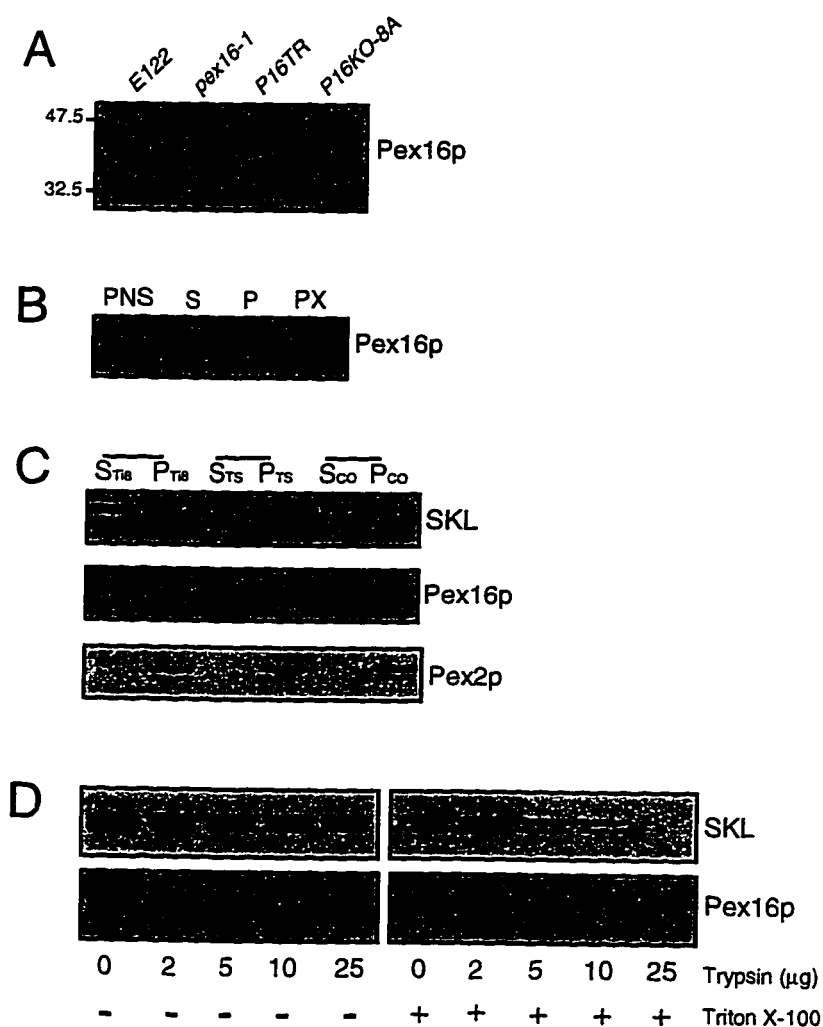 A
E122 pex16-1 P16TR P16KO-8A
47.5
Pex16p
32.5
B
PNS S P PX
Pex16p
C
STi8 PTi8 STS PTS SCO PCO
SKL
Pex16p
Pex2p
D
SKL
Pex16p
0 2 5 10 25 0 2 5 10 25 Trypsin (µg)
- - - - - + + + + + Triton X-100